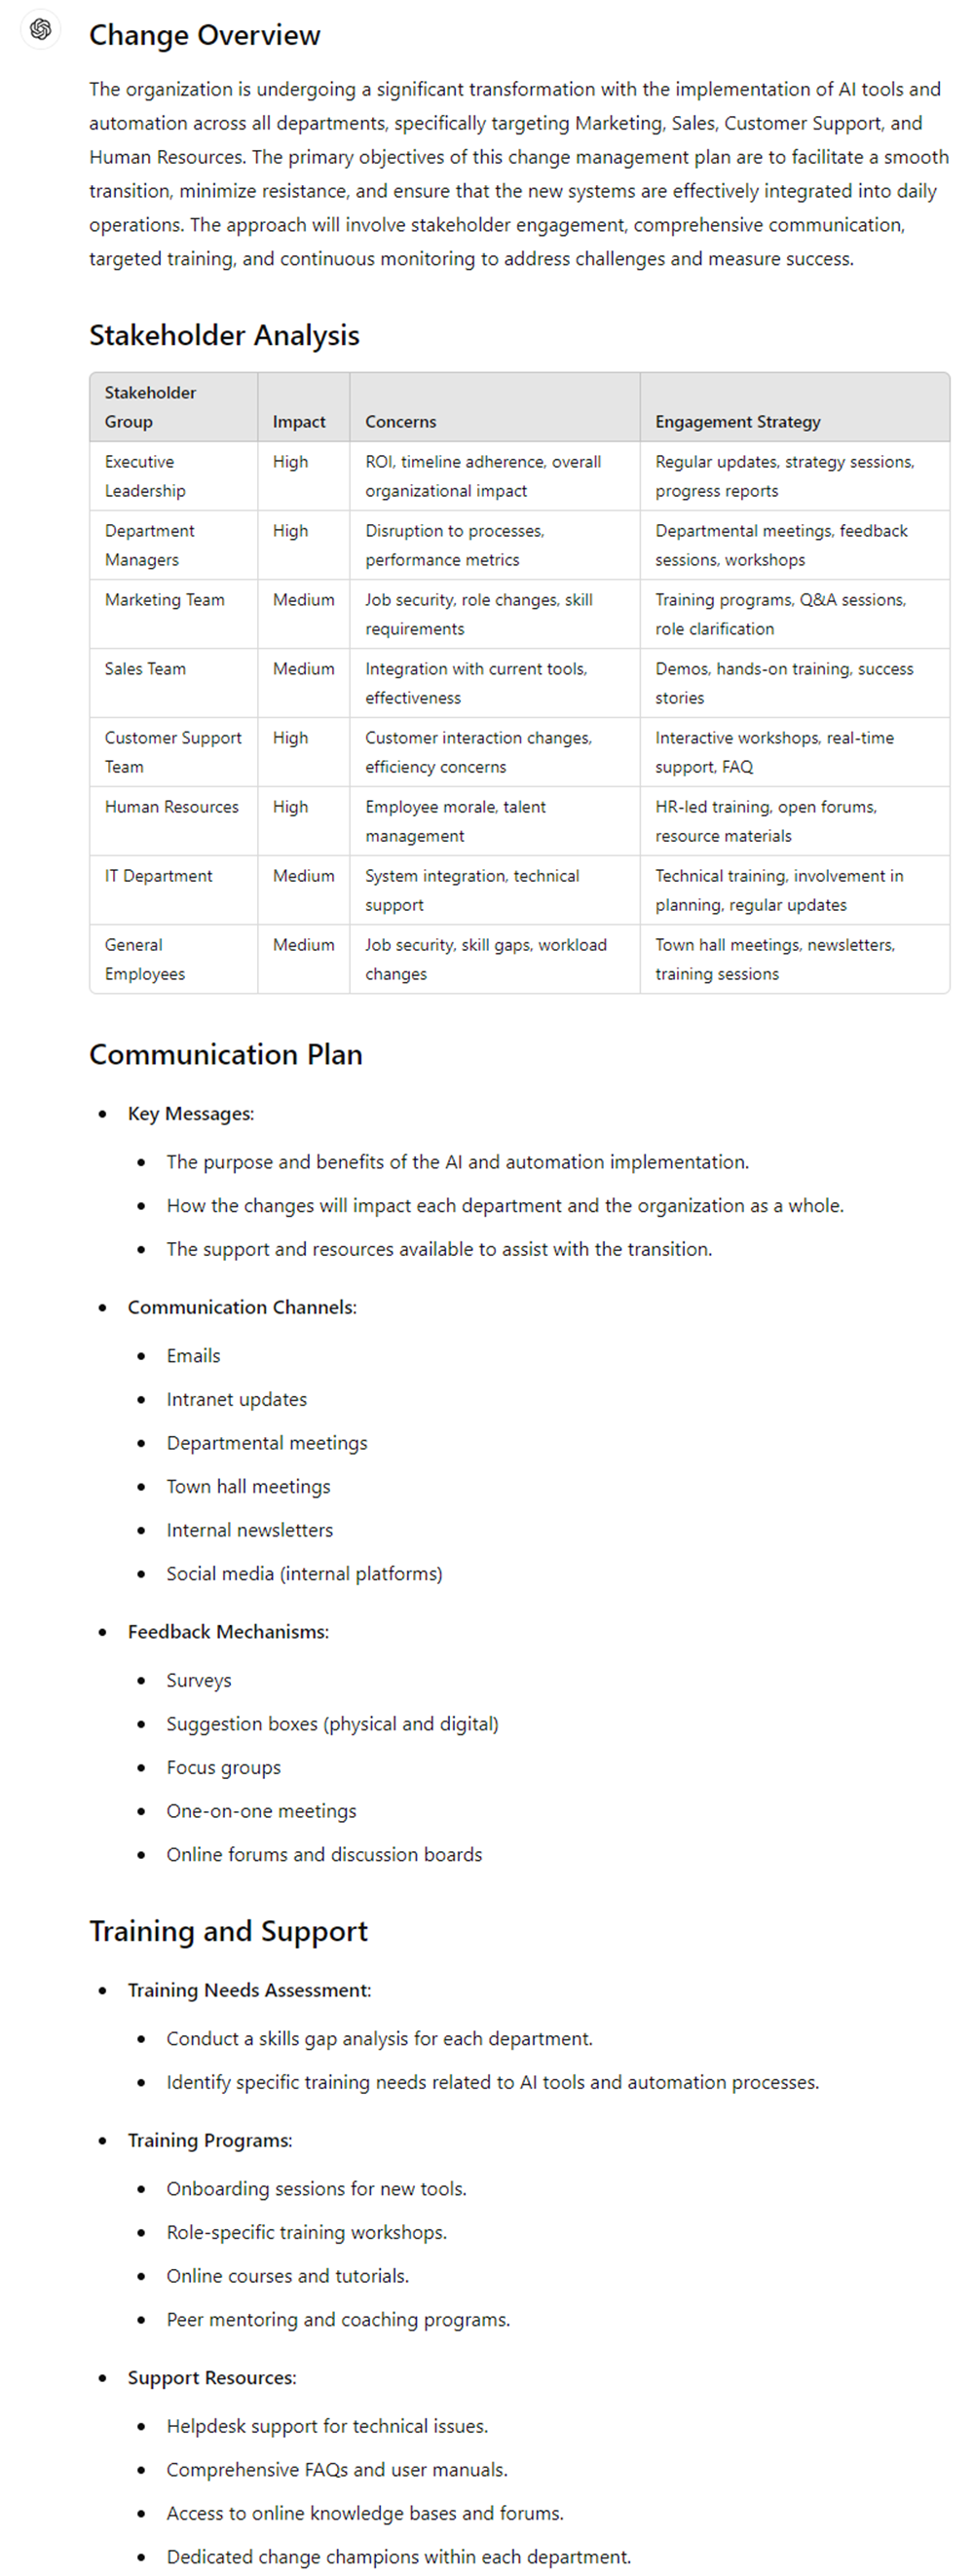 Change Overview
The organization is undergoing a significant transformation with the implementation of AI tools and
automation across all departments, specifically targeting Marketing, Sales, Customer Support, and
Human Resources. The primary objectives of this change management plan are to facilitate a smooth
transition, minimize resistance, and ensure that the new systems are effectively integrated into daily
operations. The approach will involve stakeholder engagement, comprehensive communication,
targeted training, and continuous monitoring to address challenges and measure success.
Stakeholder Analysis
Stakeholder
Group
Impact
Concerns
Engagement Strategy
Executive
Leadership
High
ROI, timeline adherence, overall
organizational impact
Regular updates, strategy sessions,
progress reports
Department
Managers
High
Disruption to processes,
performance metrics
Departmental meetings, feedback
sessions, workshops
Marketing Team
Medium
Job security, role changes, skill
requirements
Training programs, Q&A sessions,
role clarification
Sales Team
Medium
Integration with current tools,
effectiveness
Demos, hands-on training, success
stories
Customer Support
Team
High
Customer interaction changes,
efficiency concerns
Interactive workshops, real-time
support, FAQ
Human Resources
High
Employee morale, talent
management
HR-led training, open forums,
resource materials
IT Department
Medium
System integration, technical
support
Technical training, involvement in
planning, regular updates
General
Employees
Medium
Job security, skill gaps, workload
changes
Town hall meetings, newsletters,
training sessions
Communication Plan
• Key Messages:
• The purpose and benefits of the AI and automation implementation.
• How the changes will impact each department and the organization as a whole.
• The support and resources available to assist with the transition.
• Communication Channels:
• Emails
• Intranet updates
• Departmental meetings
• Town hall meetings
• Internal newsletters
• Social media (internal platforms)
• Feedback Mechanisms:
• Surveys
• Suggestion boxes (physical and digital)
• Focus groups
• One-on-one meetings
• Online forums and discussion boards
Training and Support
• Training Needs Assessment:
• Conduct a skills gap analysis for each department.
• Identify specific training needs related to AI tools and automation processes.
• Training Programs:
• Onboarding sessions for new tools.
• Role-specific training workshops.
• Online courses and tutorials.
• Peer mentoring and coaching programs.
• Support Resources:
• Helpdesk support for technical issues.
• Comprehensive FAQs and user manuals.
• Access to online knowledge bases and forums.
• Dedicated change champions within each department.